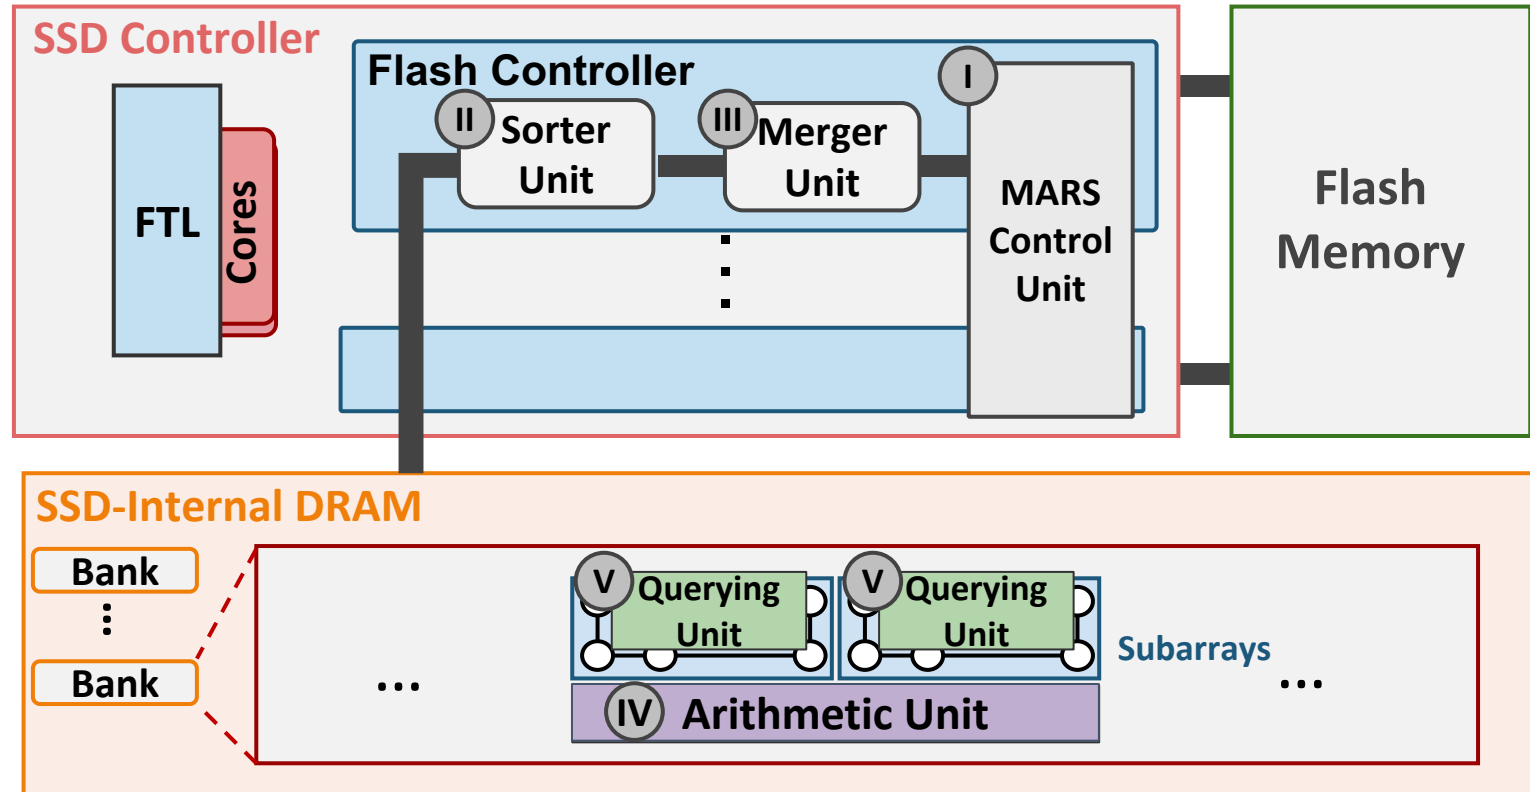 SSD Controller
Flash Controller
I
II
Sorter
Unit
III
Merger
Unit
MARS
Control
Unit
FTL
Cores
Flash
Memory
SSD-Internal DRAM
Bank
Bank
V
Querying
Unit
V
Querying
Unit
Subarrays
...
...
IV
Arithmetic Unit